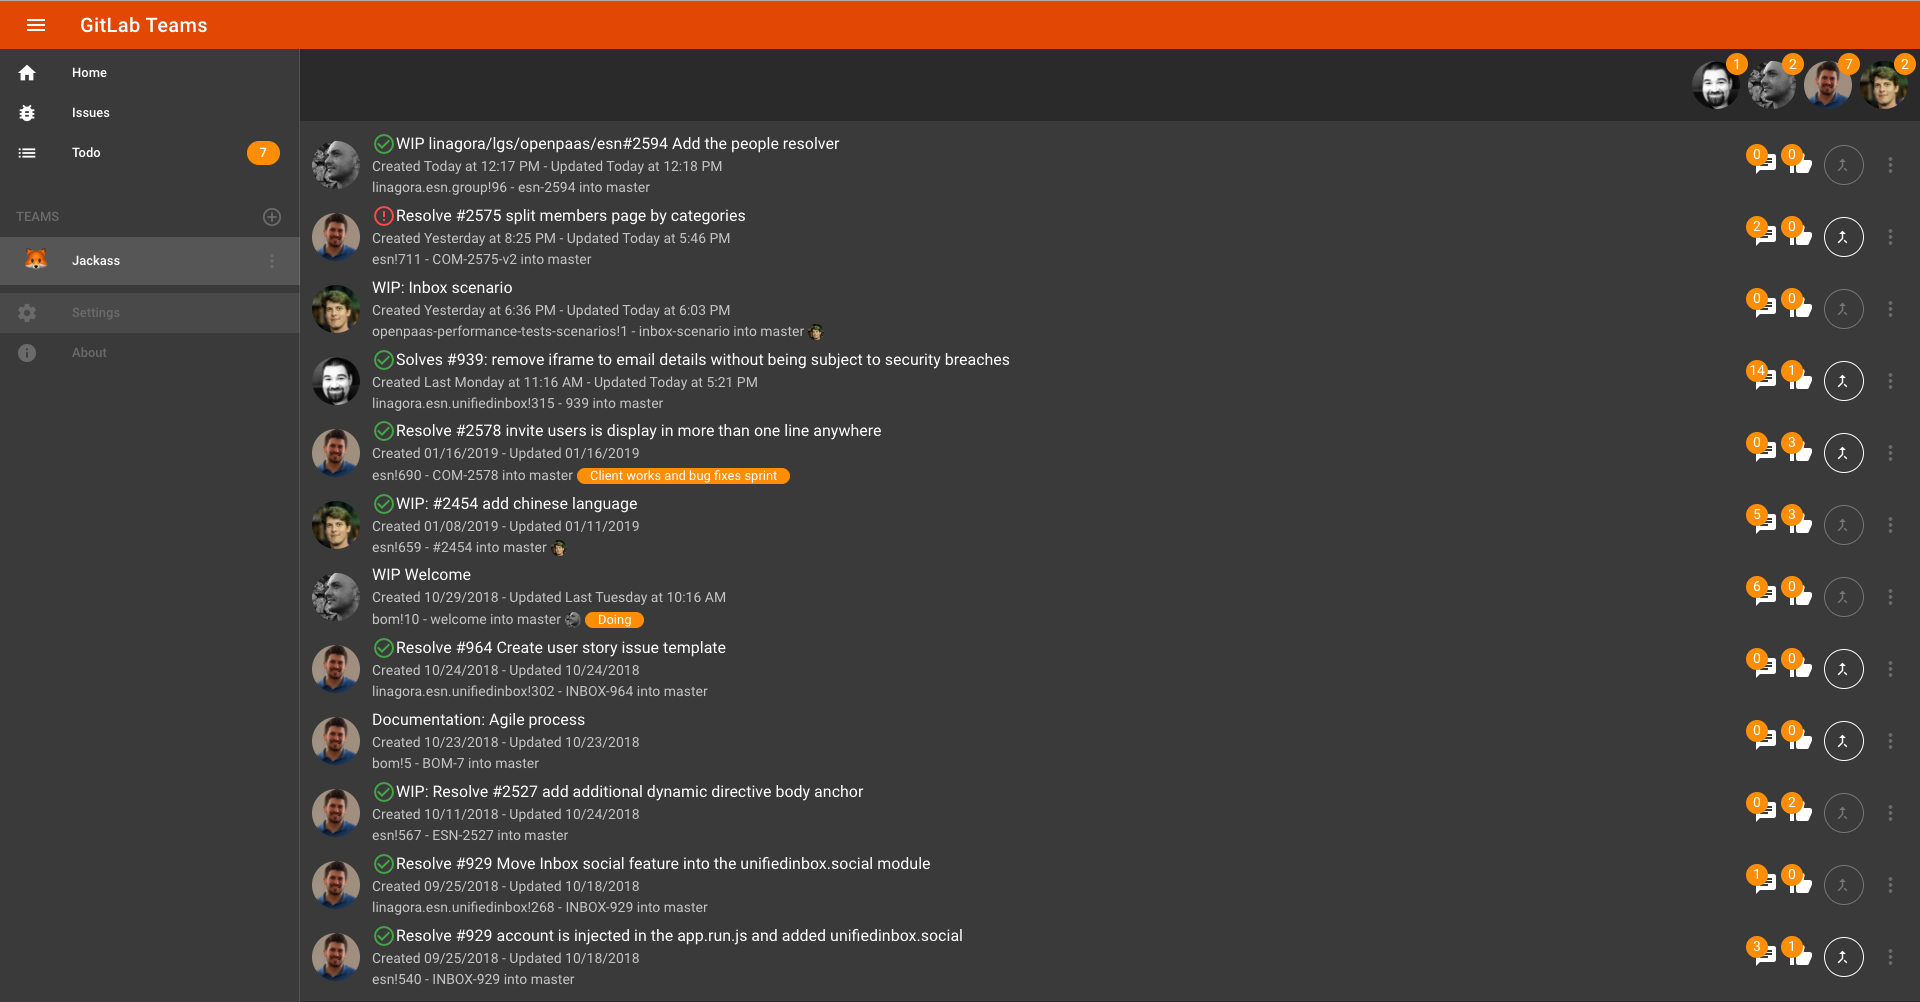 GitLab Teams
Home
Issues
Todo 7
TEAMS
Jackass
Settings
About
1 2 7 2
WIP linagora/lgs/openpaas/esn#2594 Add the people resolver
Created Today at 12:17 PM - Updated Today at 12:18 PM
linagora.esn.group!96 - esn-2594 into master
0 0
Resolve #2575 split members page by categories
Created Yesterday at 8:25 PM - Updated Today at 5:46 PM
esn!711 - COM-2575-v2 into master
2 0
WIP: Inbox scenario
Created Yesterday at 6:36 PM - Updated Today at 6:03 PM
openpaas-performance-tests-scenarios!1 - inbox-scenario into master
0 0
Solves #939: remove iframe to email details without being subject to security breaches
Created Last Monday at 11:16 AM - Updated Today at 5:21 PM
linagora.esn.unifiedinbox!315 - 939 into master
14 1
Resolve #2578 invite users is display in more than one line anywhere
Created 01/16/2019 - Updated 01/16/2019
esn!690 - COM-2578 into master Client works and bug fixes sprint
0 3
WIP: #2454 add chinese language
Created 01/08/2019 - Updated 01/11/2019
esn!659 - #2454 into master
5 3
WIP Welcome
Created 10/29/2018 - Updated Last Tuesday at 10:16 AM
bom!10 - welcome into master Doing
6 0
Resolve #964 Create user story issue template
Created 10/24/2018 - Updated 10/24/2018
linagora.esn.unifiedinbox!302 - INBOX-964 into master
0 0
Documentation: Agile process
Created 10/23/2018 - Updated 10/23/2018
bom!5 - BOM-7 into master
0 0
WIP: Resolve #2527 add additional dynamic directive body anchor
Created 10/11/2018 - Updated 10/24/2018
esn!567 - ESN-2527 into master
0 2
Resolve #929 Move Inbox social feature into the unifiedinbox.social module
Created 09/25/2018 - Updated 10/18/2018
linagora.esn.unifiedinbox!268 - INBOX-929 into master
1 0
Resolve #929 account is injected in the app.run.js and added unifiedinbox.social
Created 09/25/2018 - Updated 10/18/2018
esn!540 - INBOX-929 into master
3 1